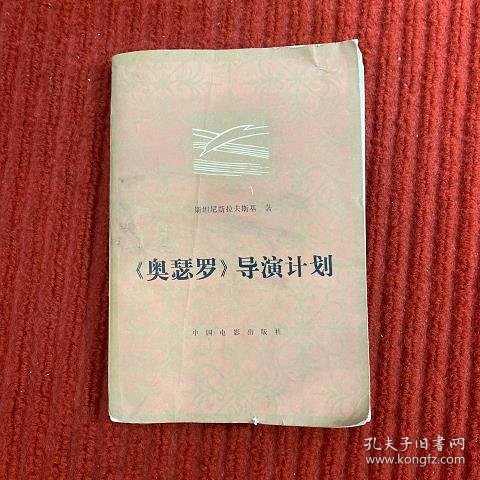 斯坦尼斯拉夫斯基 著
《奥瑟罗》导演计划
中国电影出版社
孔夫子旧书网
www.kongfz.com